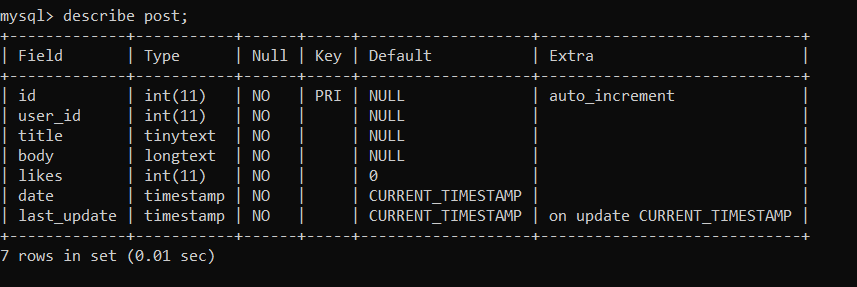 mysql> describe post;
+-------------+-----------+------+-----+-------------------+-----------------------------+
| Field       | Type      | Null | Key | Default           | Extra                       |
+-------------+-----------+------+-----+-------------------+-----------------------------+
| id          | int(11)   | NO   | PRI | NULL              | auto_increment              |
| user_id     | int(11)   | NO   |     | NULL              |                             |
| title       | tinytext  | NO   |     | NULL              |                             |
| body        | longtext  | NO   |     | NULL              |                             |
| likes       | int(11)   | NO   |     | 0                 |                             |
| date        | timestamp | NO   |     | CURRENT_TIMESTAMP |                             |
| last_update | timestamp | NO   |     | CURRENT_TIMESTAMP | on update CURRENT_TIMESTAMP |
+-------------+-----------+------+-----+-------------------+-----------------------------+
7 rows in set (0.01 sec)